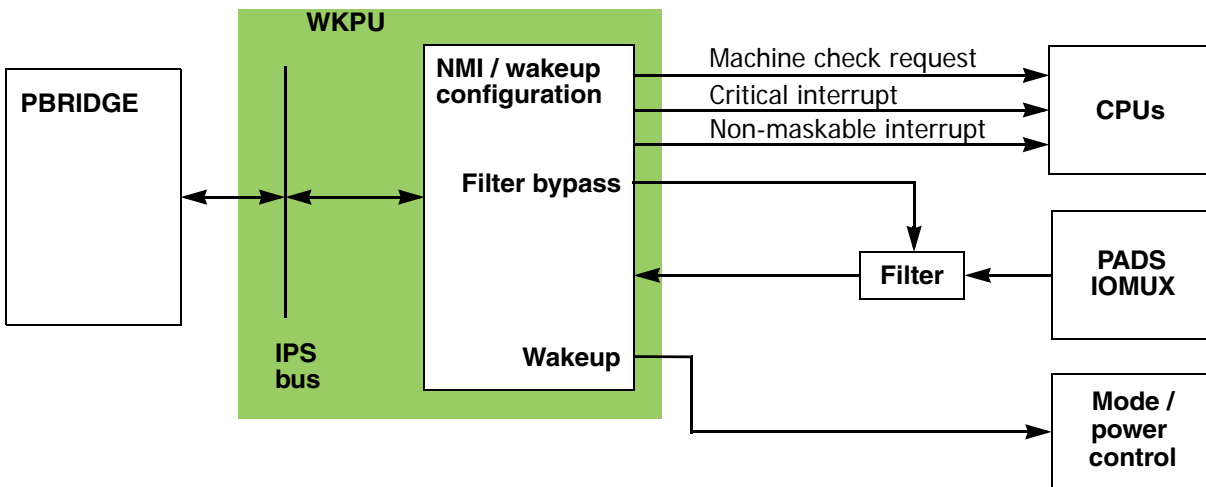 WKPU
PBRIDGE
IPS
bus
NMI / wakeup
configuration
Filter bypass
Wakeup
Machine check request
Critical interrupt
Non-maskable interrupt
CPUs
Filter
PADS
IOMUX
Mode /
power
control